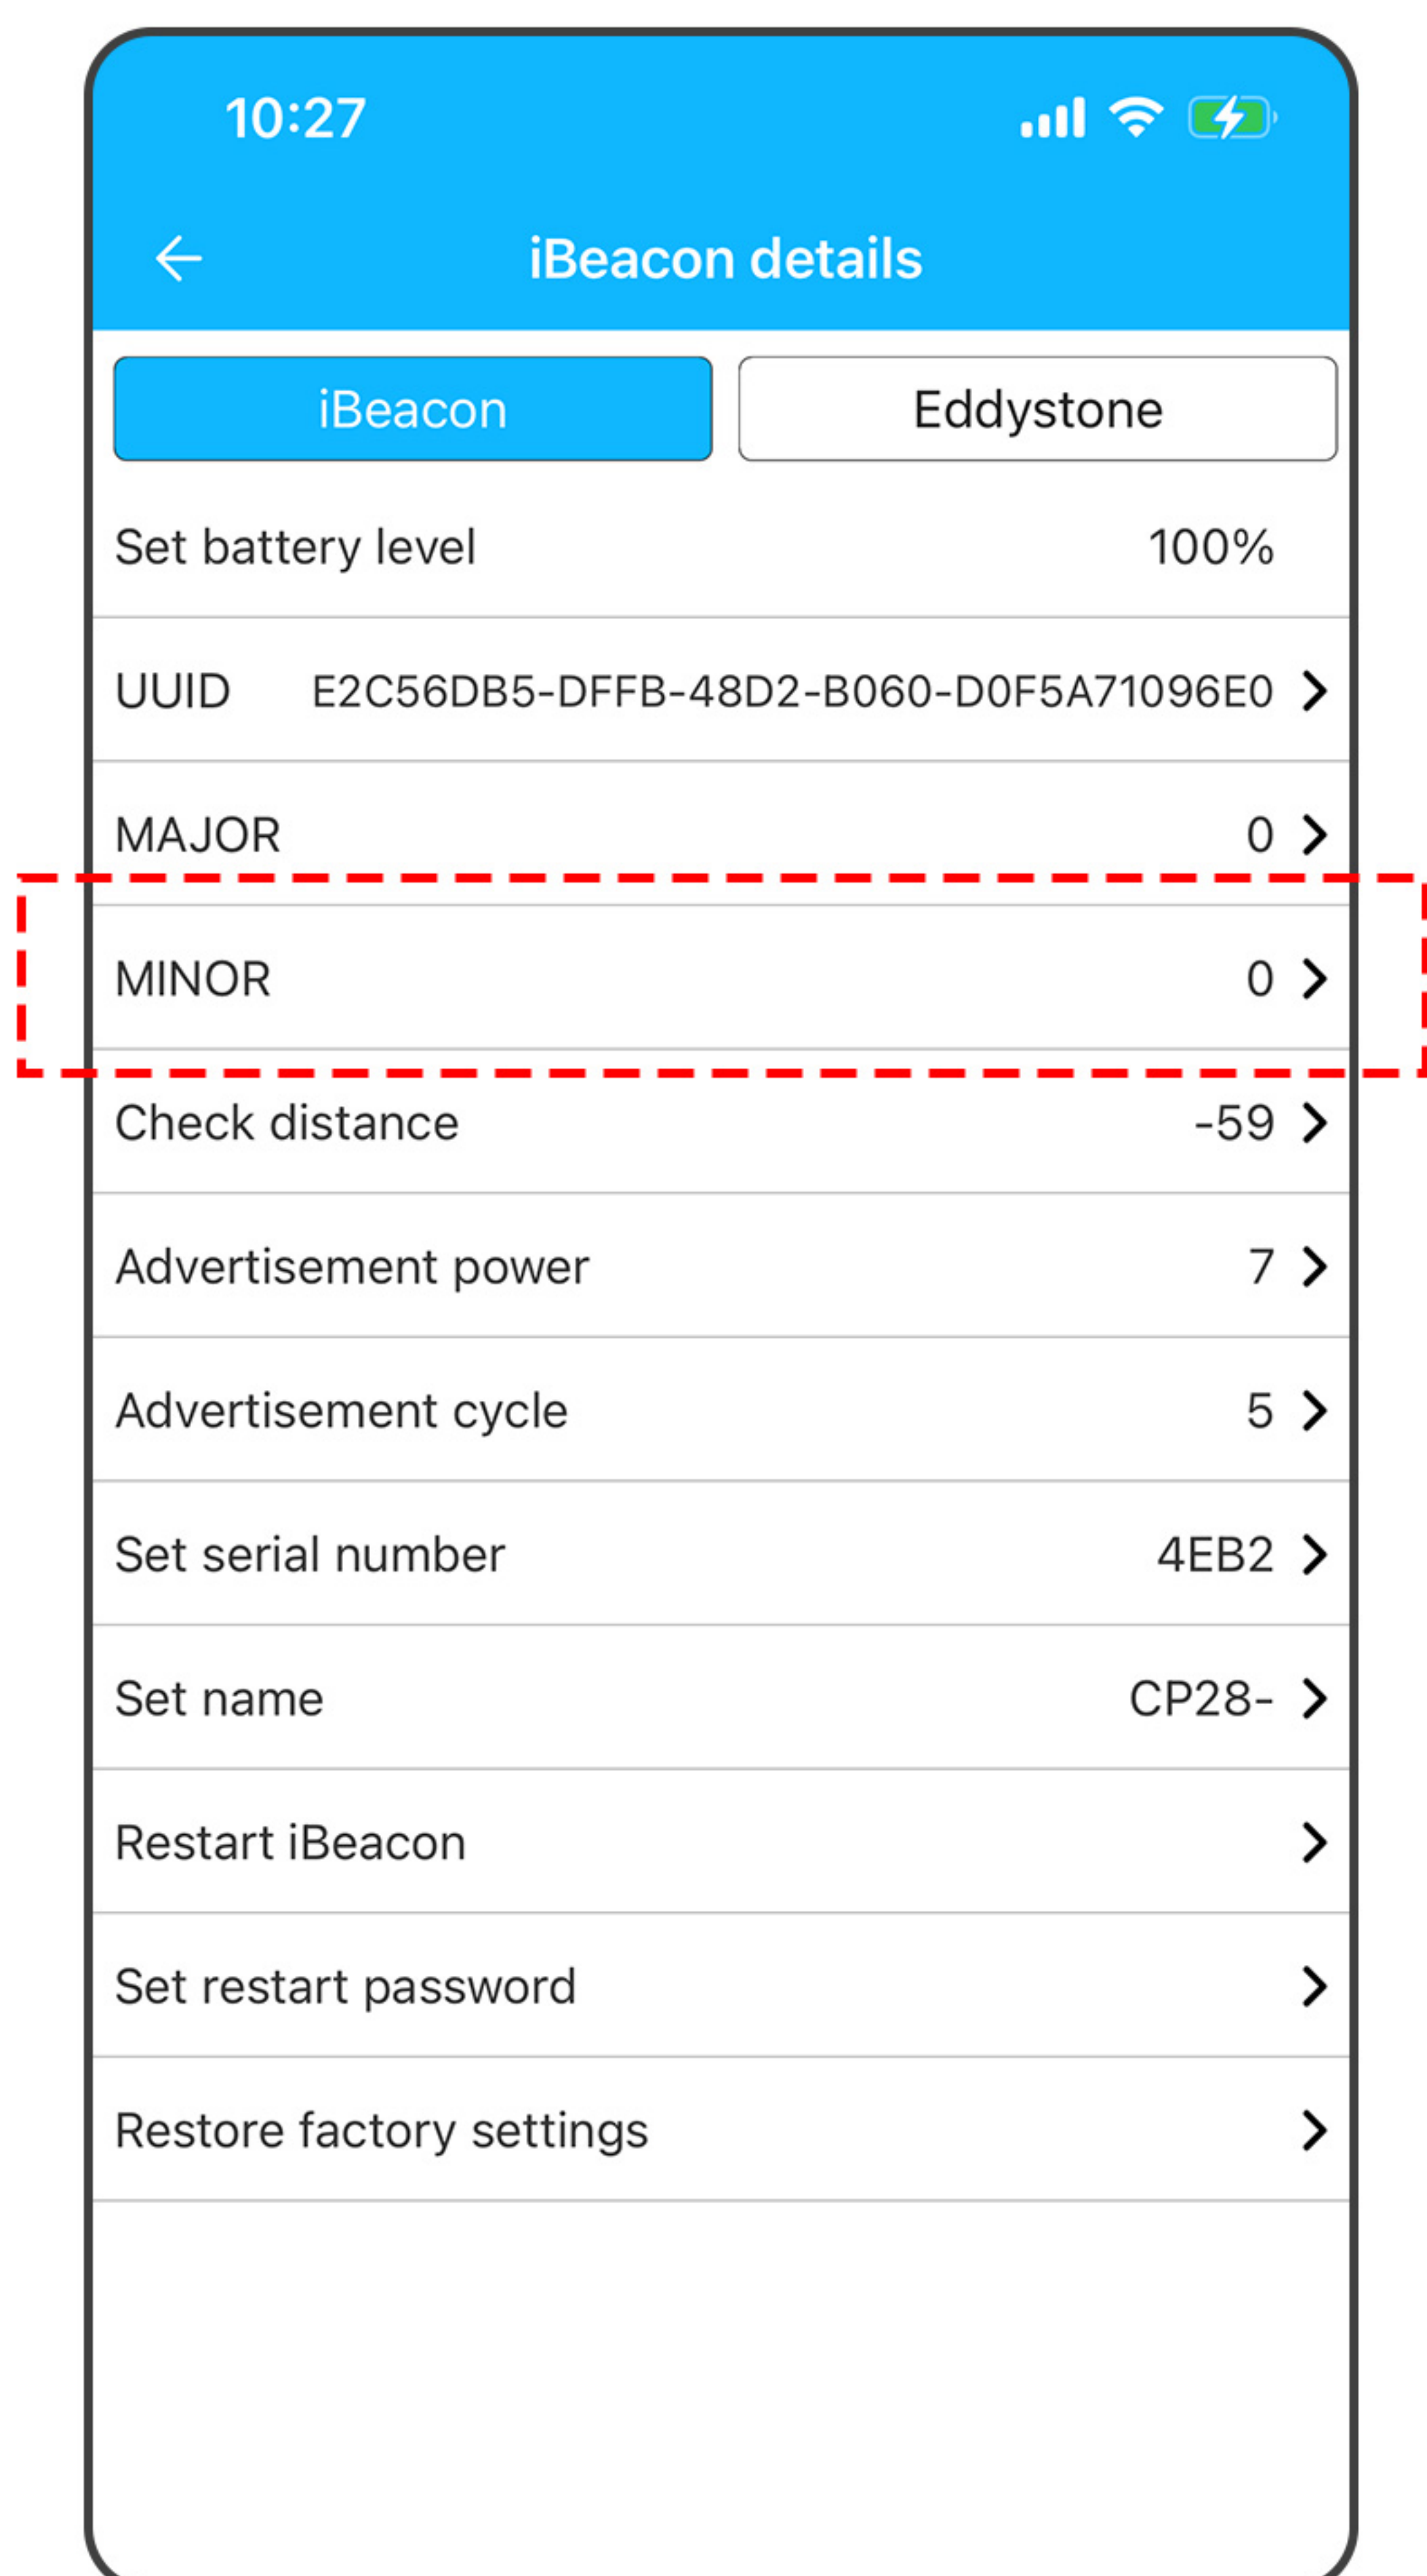 10:27
iBeacon details
iBeacon Eddystone
Set battery level 100%
UUID E2C56DB5-DFFB-48D2-B060-D0F5A71096E0
MAJOR 0
MINOR 0
Check distance -59
Advertisement power 7
Advertisement cycle 5
Set serial number 4EB2
Set name CP28-
Restart iBeacon
Set restart password
Restore factory settings